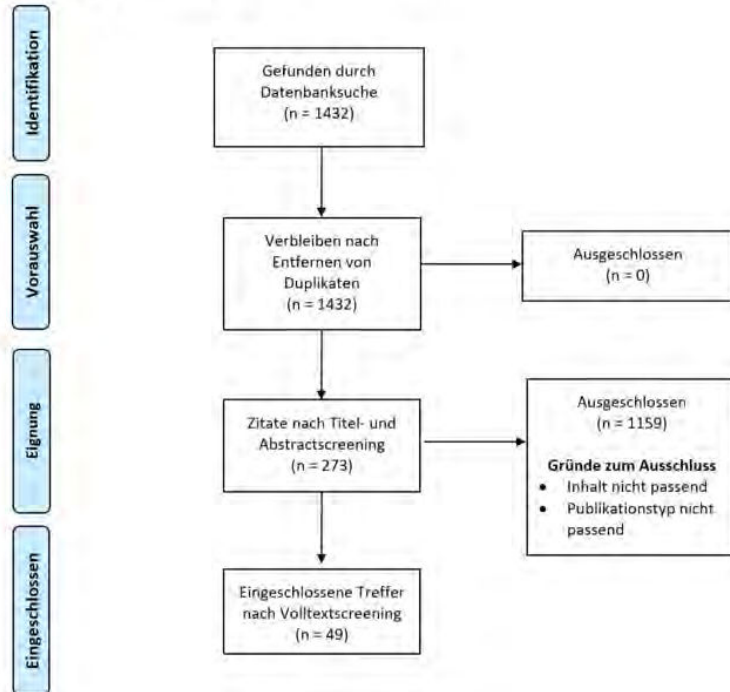 Identifikation
Gefunden durch
Datenbanksuche
(n = 1432)
Vorauswahl
Verbleiben nach
Entfernen von
Duplikaten
(n = 1432)
Ausgeschlossen
(n = 0)
Eignung
Zitate nach Titel- und
Abstractscreening
(n = 273)
Ausgeschlossen
(n = 1159)
Gründe zum Ausschluss
• Inhalt nicht passend
• Publikationstyp nicht
passend
Eingeschlossen
Eingeschlossene Treffer
nach Volltextscreening
(n = 49)